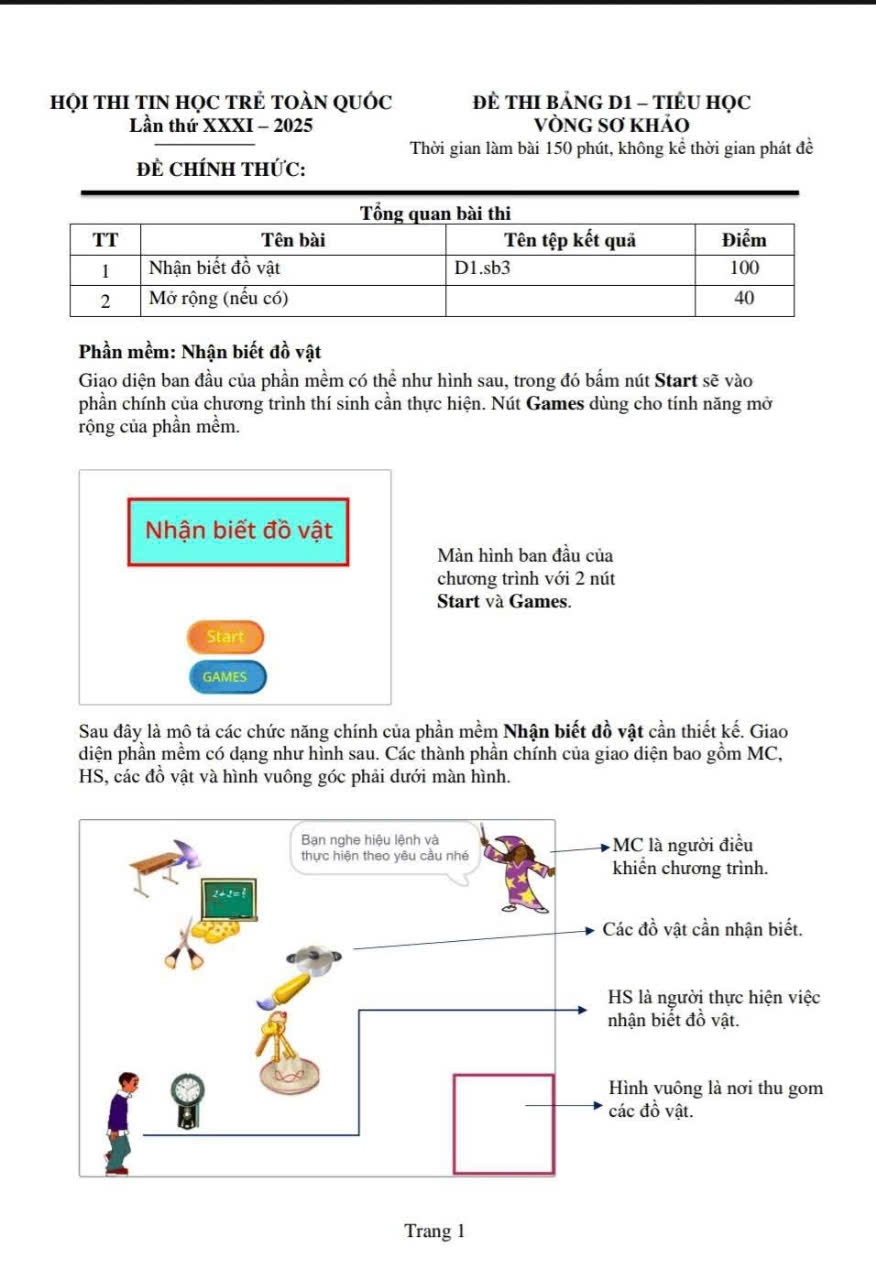 HỘI THI TIN HỌC TRẺ TOÀN QUỐC
Lần thứ XXXI – 2025
ĐỀ CHÍNH THỨC:
ĐỀ THI BẢNG D1 – TIỂU HỌC
VÒNG SƠ KHẢO
Thời gian làm bài 150 phút, không kể thời gian phát đề
Tổng quan bài thi
TT Tên bài Tên tệp kết quả Điểm
1 Nhận biết đồ vật D1.sb3 100
2 Mở rộng (nếu có) 40
Phần mềm: Nhận biết đồ vật
Giao diện ban đầu của phần mềm có thể như hình sau, trong đó bấm nút Start sẽ vào
phần chính của chương trình thí sinh cần thực hiện. Nút Games dùng cho tính năng mở
rộng của phần mềm.
Nhận biết đồ vật
Start
GAMES
Màn hình ban đầu của
chương trình với 2 nút
Start và Games.
Sau đây là mô tả các chức năng chính của phần mềm Nhận biết đồ vật cần thiết kế. Giao
diện phần mềm có dạng như hình sau. Các thành phần chính của giao diện bao gồm MC,
HS, các đồ vật và hình vuông góc phải dưới màn hình.
Bạn nghe hiệu lệnh và
thực hiện theo yêu cầu nhé
MC là người điều
khiển chương trình.
Các đồ vật cần nhận biết.
HS là người thực hiện việc
nhận biết đồ vật.
Hình vuông là nơi thu gom
các đồ vật.
Trang 1